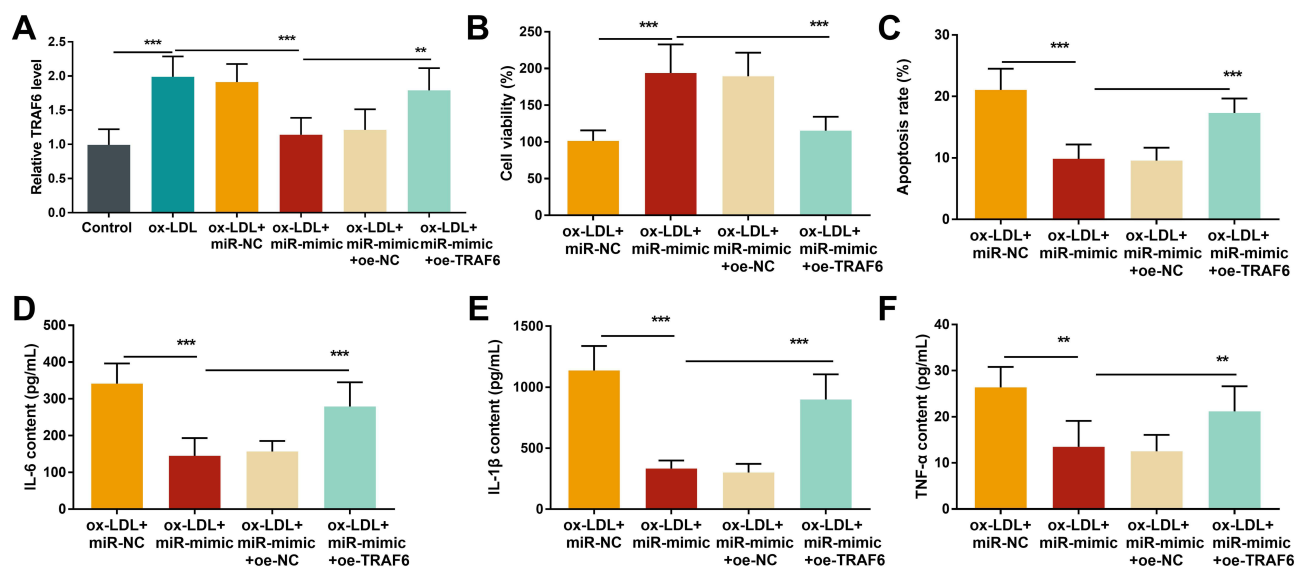 A
Relative TRAF6 level
2.5
2.0
1.5
1.0
0.5
0.0
***
***
**
Control
ox-LDL
ox-LDL+
miR-NC
ox-LDL+
miR-mimic
ox-LDL+
miR-mimic
+oe-NC
ox-LDL+
miR-mimic
+oe-TRAF6
B
Cell viability (%)
250
200
150
100
50
0
***
***
ox-LDL+
miR-NC
ox-LDL+
miR-mimic
ox-LDL+
miR-mimic
+oe-NC
ox-LDL+
miR-mimic
+oe-TRAF6
C
Apoptosis rate (%)
30
20
10
0
***
***
ox-LDL+
miR-NC
ox-LDL+
miR-mimic
ox-LDL+
miR-mimic
+oe-NC
ox-LDL+
miR-mimic
+oe-TRAF6
D
IL-6 content (pg/mL)
500
400
300
200
100
0
***
***
ox-LDL+
miR-NC
ox-LDL+
miR-mimic
ox-LDL+
miR-mimic
+oe-NC
ox-LDL+
miR-mimic
+oe-TRAF6
E
IL-1β content (pg/mL)
1500
1000
500
0
***
***
ox-LDL+
miR-NC
ox-LDL+
miR-mimic
ox-LDL+
miR-mimic
+oe-NC
ox-LDL+
miR-mimic
+oe-TRAF6
F
TNF-α content (pg/mL)
40
30
20
10
0
**
**
ox-LDL+
miR-NC
ox-LDL+
miR-mimic
ox-LDL+
miR-mimic
+oe-NC
ox-LDL+
miR-mimic
+oe-TRAF6